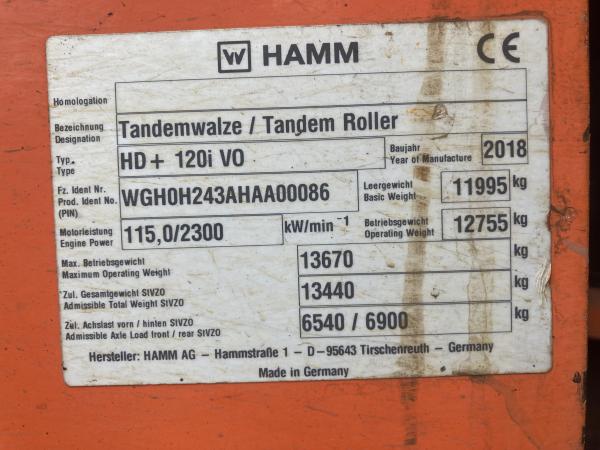 W HAMM CE
Homologation
Bezeichnung
Designation
Tandemwalze / Tandem Roller
Typ
Type
HD+ 120i VO
Baujahr
Year of Manufacture
2018
Fz. Ident Nr.
Prod. Ident No.
(PIN)
WGH0H243AHAA00086
Leergewicht
Basic Weight
11995 kg
Motorleistung
Engine Power
115,0/2300 kW/min⁻¹
Betriebsgewicht
Operating Weight
12755 kg
Max. Betriebsgewicht
Maximum Operating Weight
13670 kg
Zul. Gesamtgewicht StVZO
Admissible Total Weight StVZO
13440 kg
Zul. Achslast vorn / hinten StVZO
Admissible Axle Load front / rear StVZO
6540 / 6900 kg
Hersteller: HAMM AG – Hammstraße 1 – D–95643 Tirschenreuth – Germany
Made in Germany